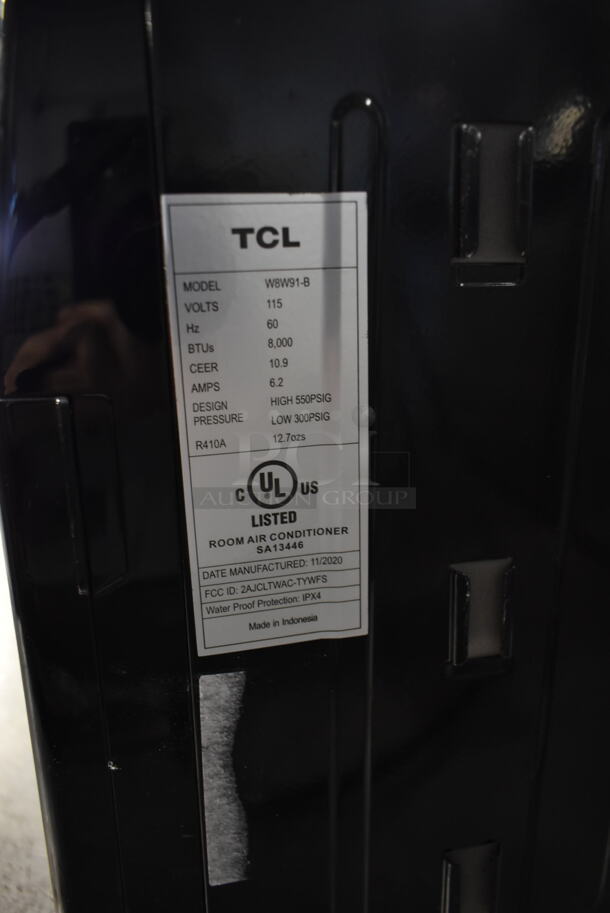 TCL
MODEL W8W91-B
VOLTS 115
Hz 60
BTUs 8,000
CEER 10.9
AMPS 6.2
DESIGN PRESSURE HIGH 550PSIG
LOW 300PSIG
R410A 12.7ozs
C UL US
LISTED
ROOM AIR CONDITIONER
SA13446
DATE MANUFACTURED: 11/2020
FCC ID: 2AJCLTWAC-TYWFS
Water Proof Protection: IPX4
Made in Indonesia
PCI
AUCTION GROUP